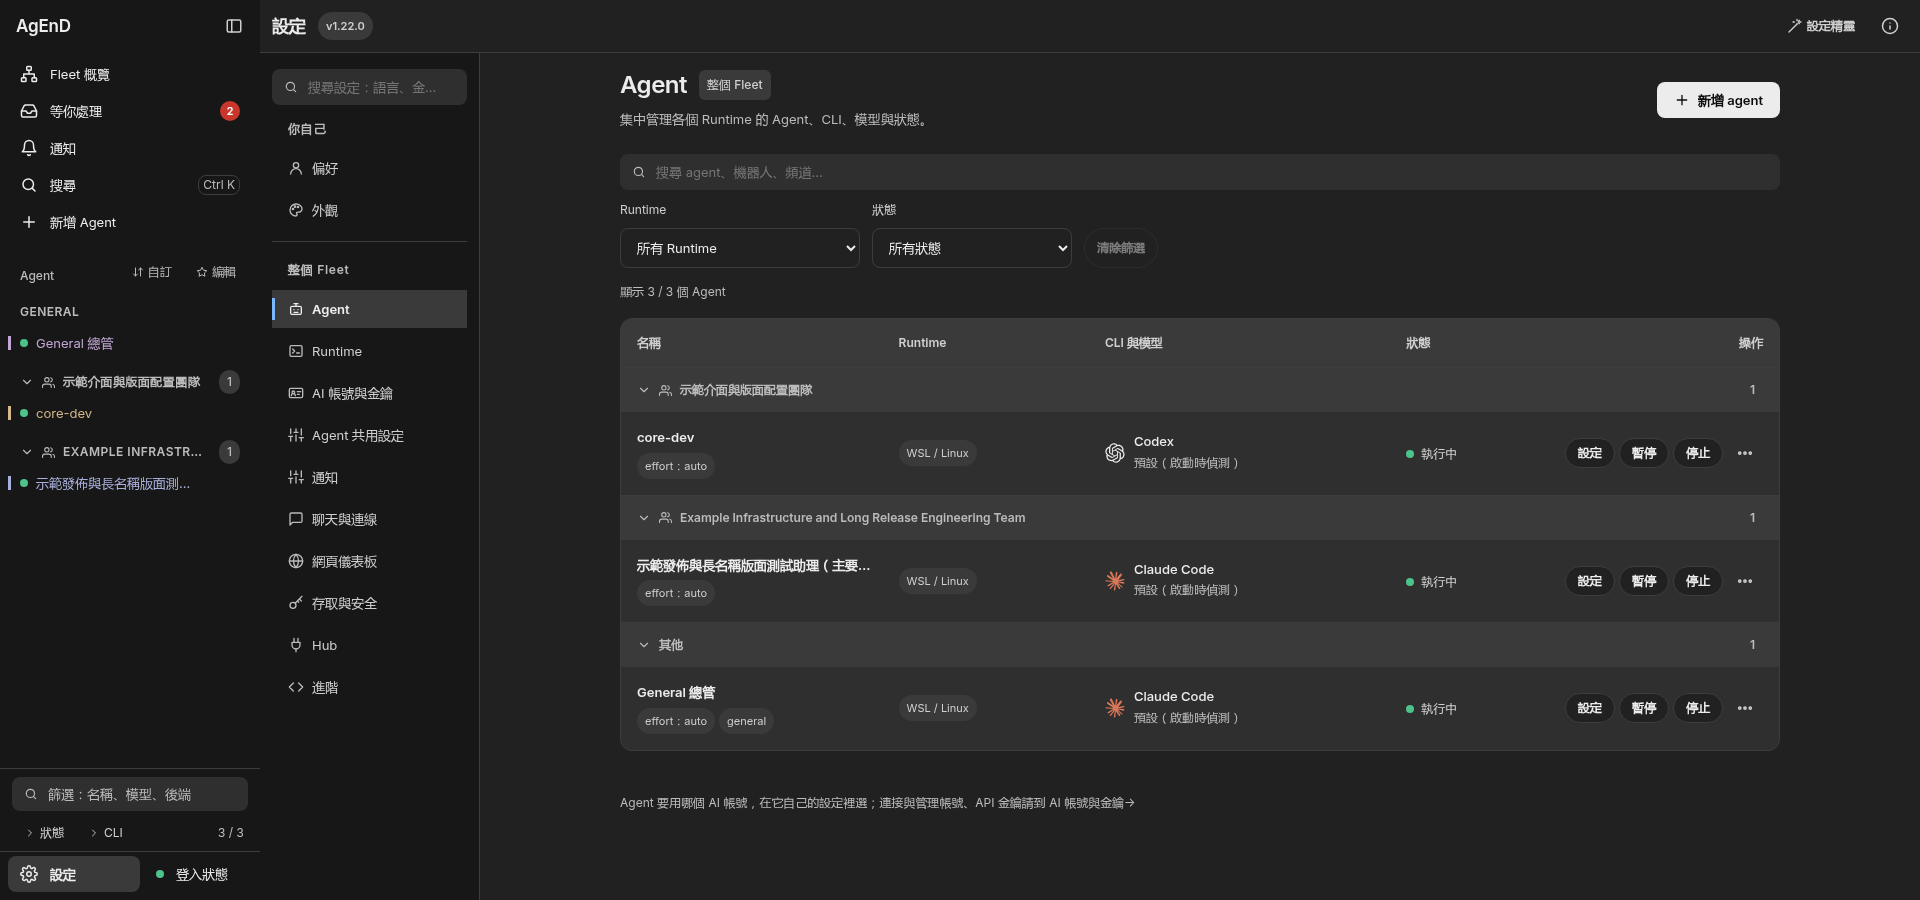 AgEnD
設定 v1.22.0
設定精靈
Fleet 概覽
等你處理 2
通知
搜尋 Ctrl K
新增 Agent
Agent 自訂 編輯
GENERAL
General 總管
示範介面與版面配置團隊 1
core-dev
EXAMPLE INFRASTR... 1
示範發佈與長名稱版面測...
篩選：名稱、模型、後端
狀態 CLI 3 / 3
設定 登入狀態
搜尋設定：語言、金...
你自己
偏好
外觀
整個 Fleet
Agent
Runtime
AI 帳號與金鑰
Agent 共用設定
通知
聊天與連線
網頁儀表板
存取與安全
Hub
進階
Agent 整個 Fleet
集中管理各個 Runtime 的 Agent、CLI、模型與狀態。
新增 agent
搜尋 agent、機器人、頻道...
Runtime 狀態
所有 Runtime 所有狀態 清除篩選
顯示 3 / 3 個 Agent
名稱 Runtime CLI 與模型 狀態 操作
示範介面與版面配置團隊 1
core-dev
effort：auto
WSL / Linux
Codex
預設（啟動時偵測）
執行中
設定 暫停 停止
Example Infrastructure and Long Release Engineering Team 1
示範發佈與長名稱版面測試助理（主要...
effort：auto
WSL / Linux
Claude Code
預設（啟動時偵測）
執行中
設定 暫停 停止
其他 1
General 總管
effort：auto general
WSL / Linux
Claude Code
預設（啟動時偵測）
執行中
設定 暫停 停止
Agent 要用哪個 AI 帳號，在它自己的設定裡選；連接與管理帳號、API 金鑰請到 AI 帳號與金鑰→